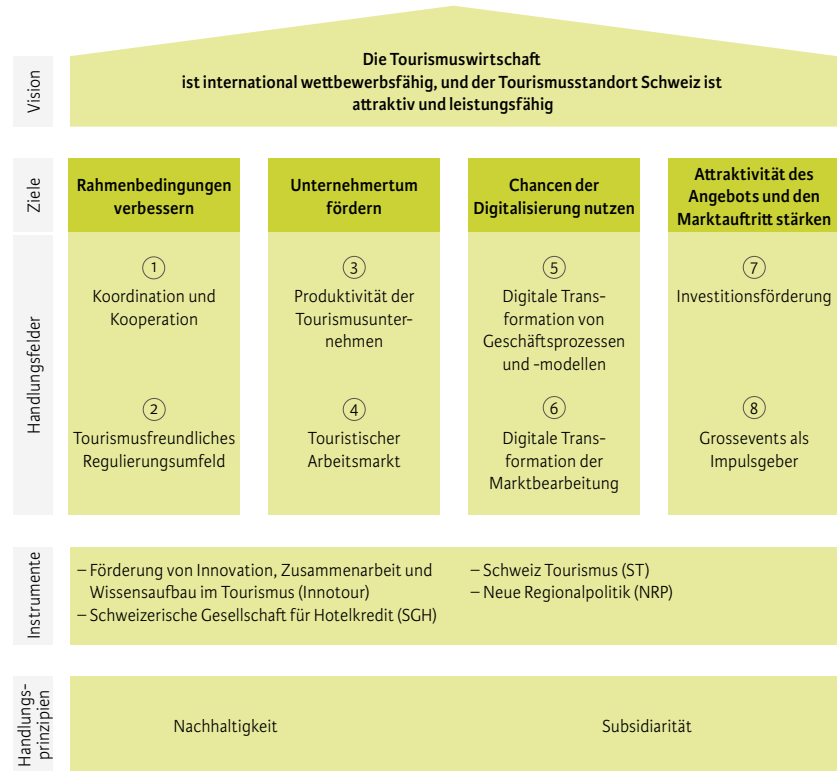 Vision
Die Tourismuswirtschaft
ist international wettbewerbsfähig, und der Tourismusstandort Schweiz ist
attraktiv und leistungsfähig
Ziele
Rahmenbedingungen
verbessern
Unternehmertum
fördern
Chancen der
Digitalisierung nutzen
Attraktivität des
Angebots und den
Marktauftritt stärken
Handlungsfelder
1
Koordination und
Kooperation
2
Tourismusfreundliches
Regulierungsumfeld
3
Produktivität der
Tourismusunter-
nehmen
4
Touristischer
Arbeitsmarkt
5
Digitale Trans-
formation von
Geschäftsprozessen
und -modellen
6
Digitale Trans-
formation der
Marktbearbeitung
7
Investitionsförderung
8
Grossevents als
Impulsgeber
Instrumente
– Förderung von Innovation, Zusammenarbeit und
Wissensaufbau im Tourismus (Innotour)
– Schweizerische Gesellschaft für Hotelkredit (SGH)
– Schweiz Tourismus (ST)
– Neue Regionalpolitik (NRP)
Handlungs-
prinzipien
Nachhaltigkeit
Subsidiarität